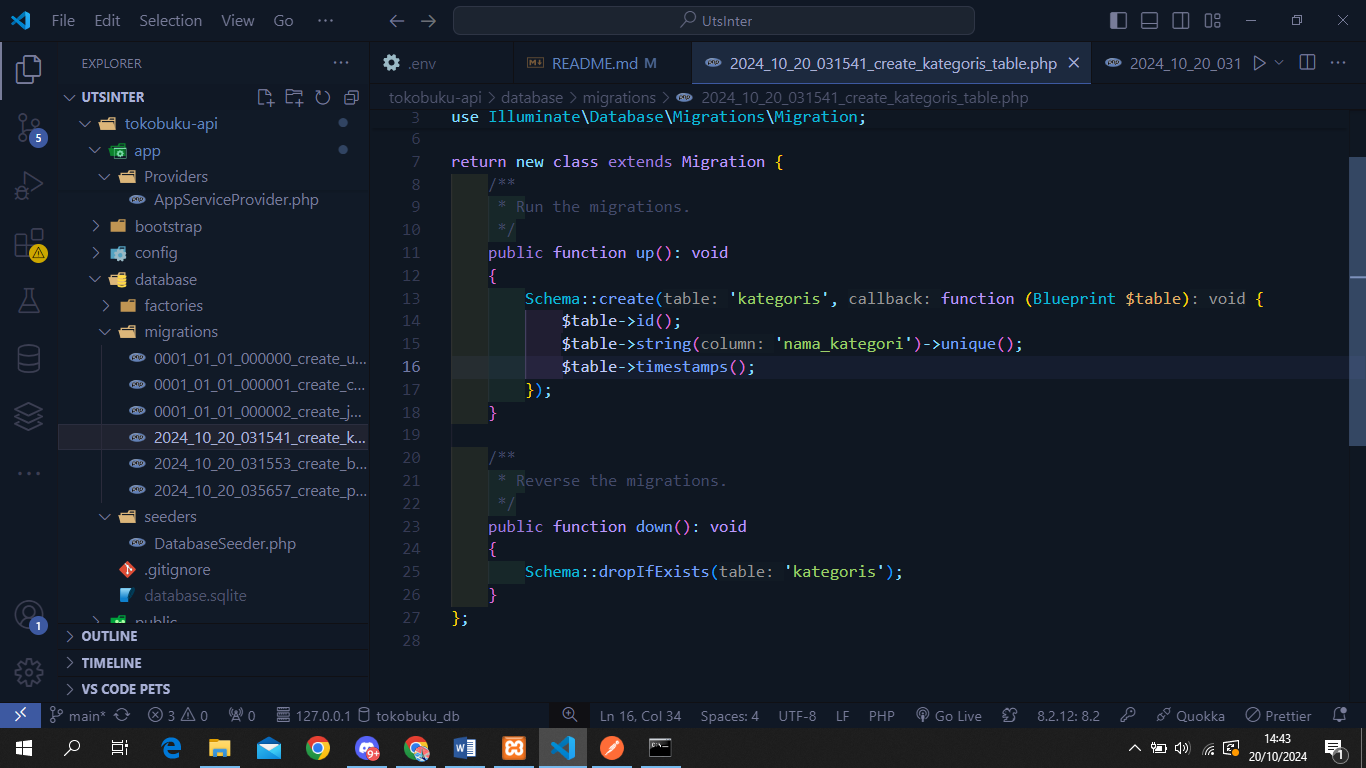 File Edit Selection View Go ··· UtsInter
EXPLORER ···
UTSINTER
tokobuku-api
app
Providers
AppServiceProvider.php
bootstrap
config
database
factories
migrations
0001_01_01_000000_create_u...
0001_01_01_000001_create_c...
0001_01_01_000002_create_j...
2024_10_20_031541_create_k...
2024_10_20_031553_create_b...
2024_10_20_035657_create_p...
seeders
DatabaseSeeder.php
.gitignore
database.sqlite
public
OUTLINE
TIMELINE
VS CODE PETS
5
1
.env README.md M 2024_10_20_031541_create_kategoris_table.php 2024_10_20_031
tokobuku-api > database > migrations > 2024_10_20_031541_create_kategoris_table.php
3 use Illuminate\Database\Migrations\Migration;
6
7 return new class extends Migration {
8 /**
9 * Run the migrations.
10 */
11 public function up(): void
12 {
13 Schema::create(table: 'kategoris', callback: function (Blueprint $table): void {
14 $table->id();
15 $table->string(column: 'nama_kategori')->unique();
16 $table->timestamps();
17 });
18 }
19
20 /**
21 * Reverse the migrations.
22 */
23 public function down(): void
24 {
25 Schema::dropIfExists(table: 'kategoris');
26 }
27 };
28
main* 3 0 0 127.0.0.1 tokobuku_db Ln 16, Col 34 Spaces: 4 UTF-8 LF PHP Go Live 8.2.12: 8.2 Quokka Prettier
9+ 14:43
20/10/2024 1